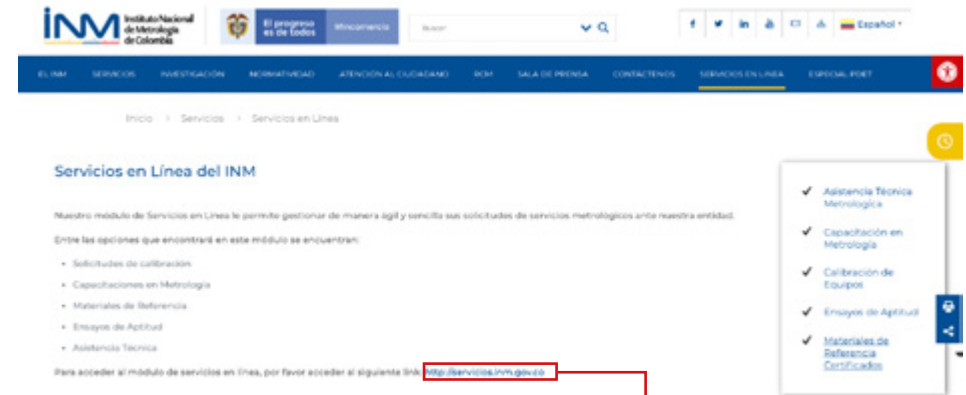 INM Instituto Nacional
de Metrología
de Colombia
El progreso
es de todos
Mincomercio
Buscar
Español
EL INM SERVICIOS INVESTIGACIÓN NORMATIVIDAD ATENCIÓN AL CIUDADANO RCM SALA DE PRENSA CONTÁCTENOS SERVICIOS EN LÍNEA ESPECIAL PDET
Inicio > Servicios > Servicios en Línea
Servicios en Línea del INM
Nuestro módulo de Servicios en Línea le permite gestionar de manera ágil y sencilla sus solicitudes de servicios metrológicos ante nuestra entidad.
Entre las opciones que encontrará en este módulo se encuentran:
• Solicitudes de calibración
• Capacitaciones en Metrología
• Materiales de Referencia
• Ensayos de Aptitud
• Asistencia Técnica
Para acceder al módulo de servicios en línea, por favor acceder al siguiente link: http://servicios.inm.gov.co
Asistencia Técnica
Metrológica
Capacitación en
Metrología
Calibración de
Equipos
Ensayos de Aptitud
Materiales de
Referencia
Certificados